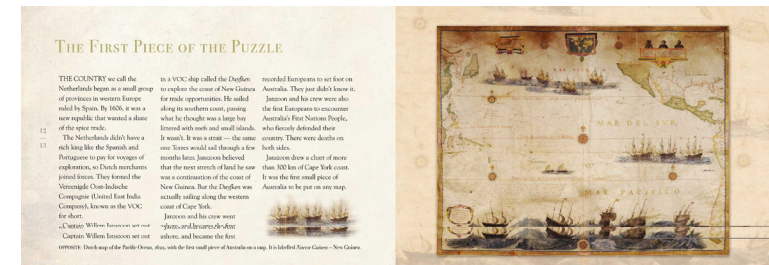 THE FIRST PIECE OF THE PUZZLE
THE COUNTRY we call the
Netherlands began as a small group
of provinces in western Europe
ruled by Spain. By 1606, it was a
new republic that wanted a share
of the spice trade.
The Netherlands didn't have a
rich king like the Spanish and
Portuguese to pay for voyages of
exploration, so Dutch merchants
joined forces. They formed the
Vereenigde Oost-Indische
Compagnie (United East India
Company), known as the VOC
for short.
Captain Willem Janszoon set out
Captain Willem Janszoon set out
in a VOC ship called the Duyfken
to explore the coast of New Guinea
for trade opportunities. He sailed
along its southern coast, passing
what he thought was a large bay
littered with reefs and small islands.
It wasn't. It was a strait — the same
one Torres would sail through a few
months later. Janszoon believed
that the next stretch of land he saw
was a continuation of the coast of
New Guinea. But the Duyfken was
actually sailing along the western
coast of Cape York.
Janszoon and his crew went
ashore, and became the first
ashore, and became the first
recorded Europeans to set foot on
Australia. They just didn't know it.
Janszoon and his crew were also
the first Europeans to encounter
Australia's First Nations People,
who fiercely defended their
country. There were deaths on
both sides.
Janszoon drew a chart of more
than 300 km of Cape York coast.
It was the first small piece of
Australia to be put on any map.
12
13
OPPOSITE: Dutch map of the Pacific Ocean, 1622, with the first small piece of Australia on a map. It is labelled Nueva Guinea – New Guinea.
MAR DEL SUR
MAR PACIFICO